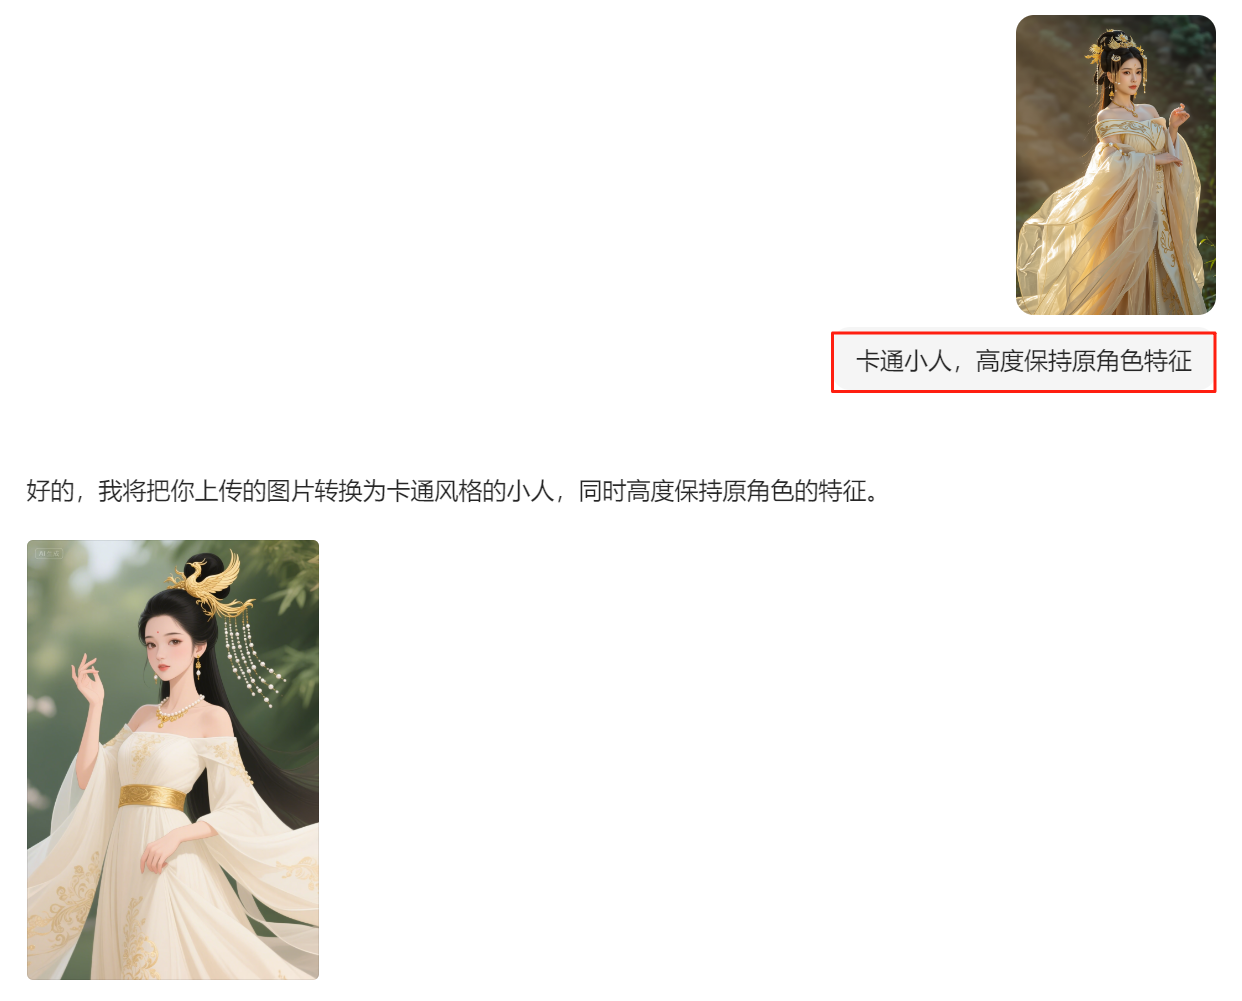 卡通小人，高度保持原角色特征
好的，我将把你上传的图片转换为卡通风格的小人，同时高度保持原角色的特征。
AI生成